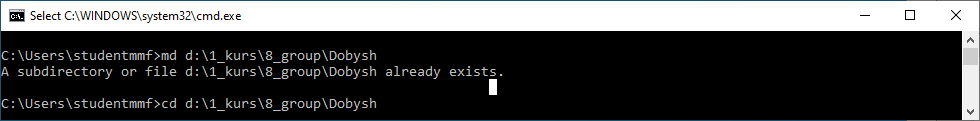 Select C:\WINDOWS\system32\cmd.exe
C:\Users\studentmmf>md d:\1_kurs\8_group\Dobysh
A subdirectory or file d:\1_kurs\8_group\Dobysh already exists.
C:\Users\studentmmf>cd d:\1_kurs\8_group\Dobysh